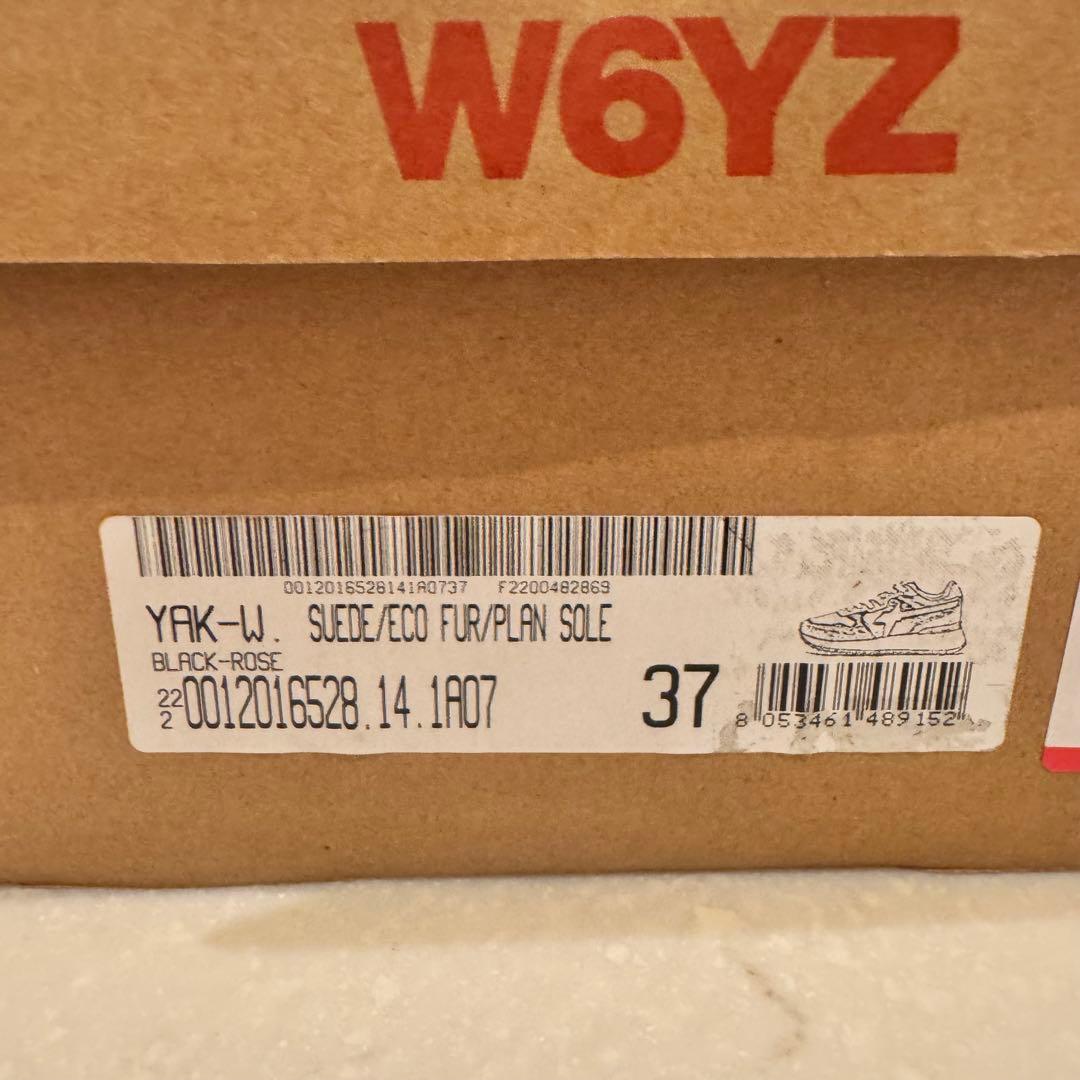 W6YZ
0012016528141A0737 F2200482869
YAK-W. SUEDE/ECO FUR/PLAN SOLE
BLACK-ROSE
22
2 0012016528.14.1A07
37
8 053461 489152